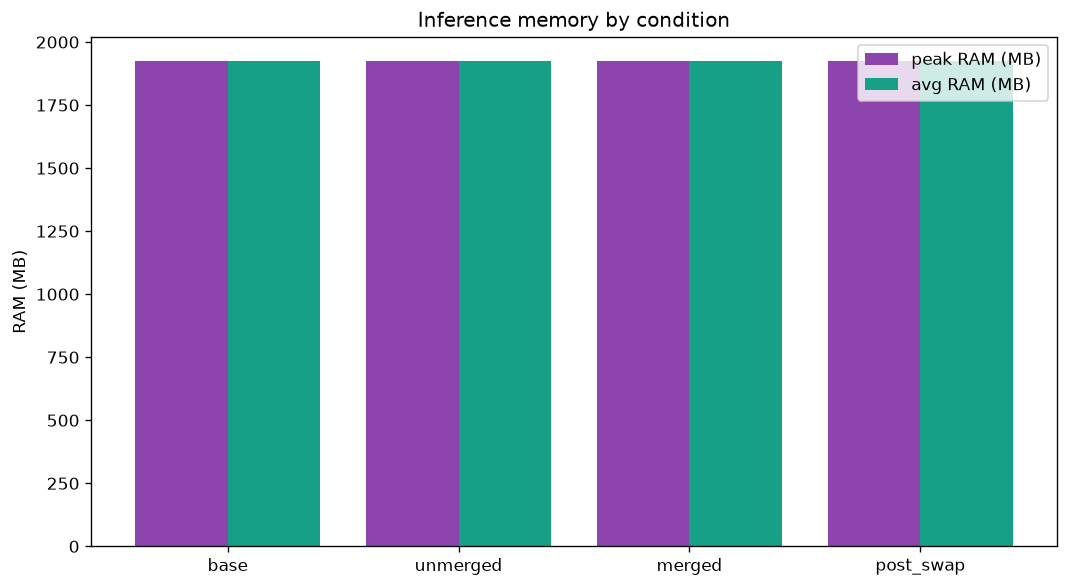 Inference memory by condition
peak RAM (MB)
avg RAM (MB)
RAM (MB)
2000
1750
1500
1250
1000
750
500
250
0
base
unmerged
merged
post_swap